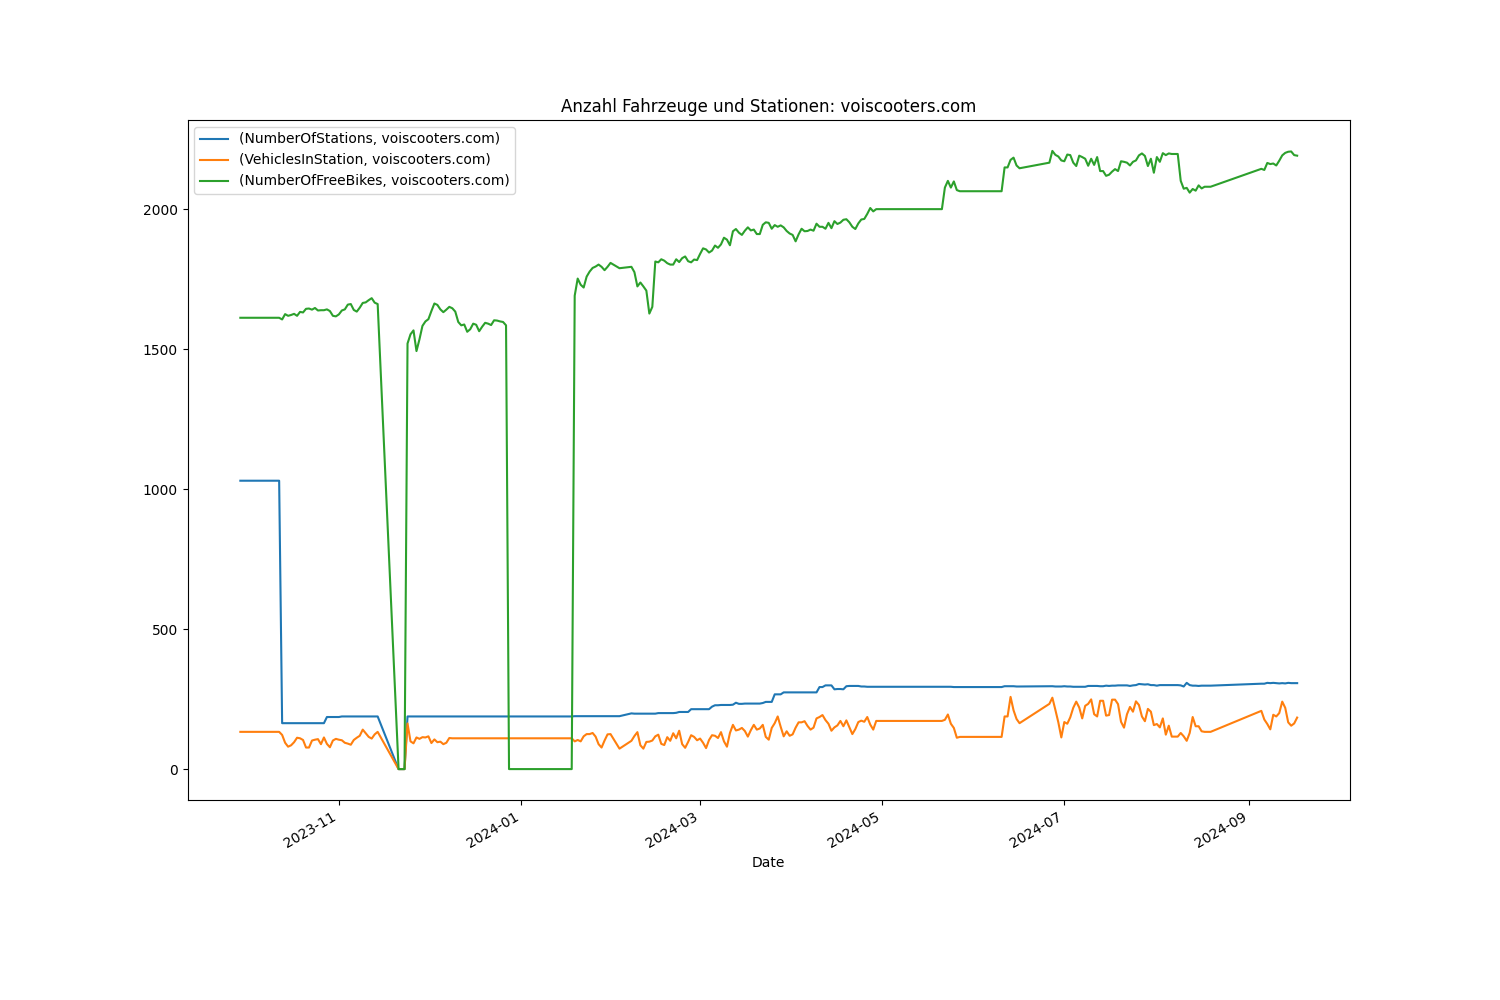 Anzahl Fahrzeuge und Stationen: voiscooters.com
(NumberOfStations, voiscooters.com)
(VehiclesInStation, voiscooters.com)
(NumberOfFreeBikes, voiscooters.com)
2000
1500
1000
500
0
2023-11
2024-01
2024-03
2024-05
2024-07
2024-09
Date